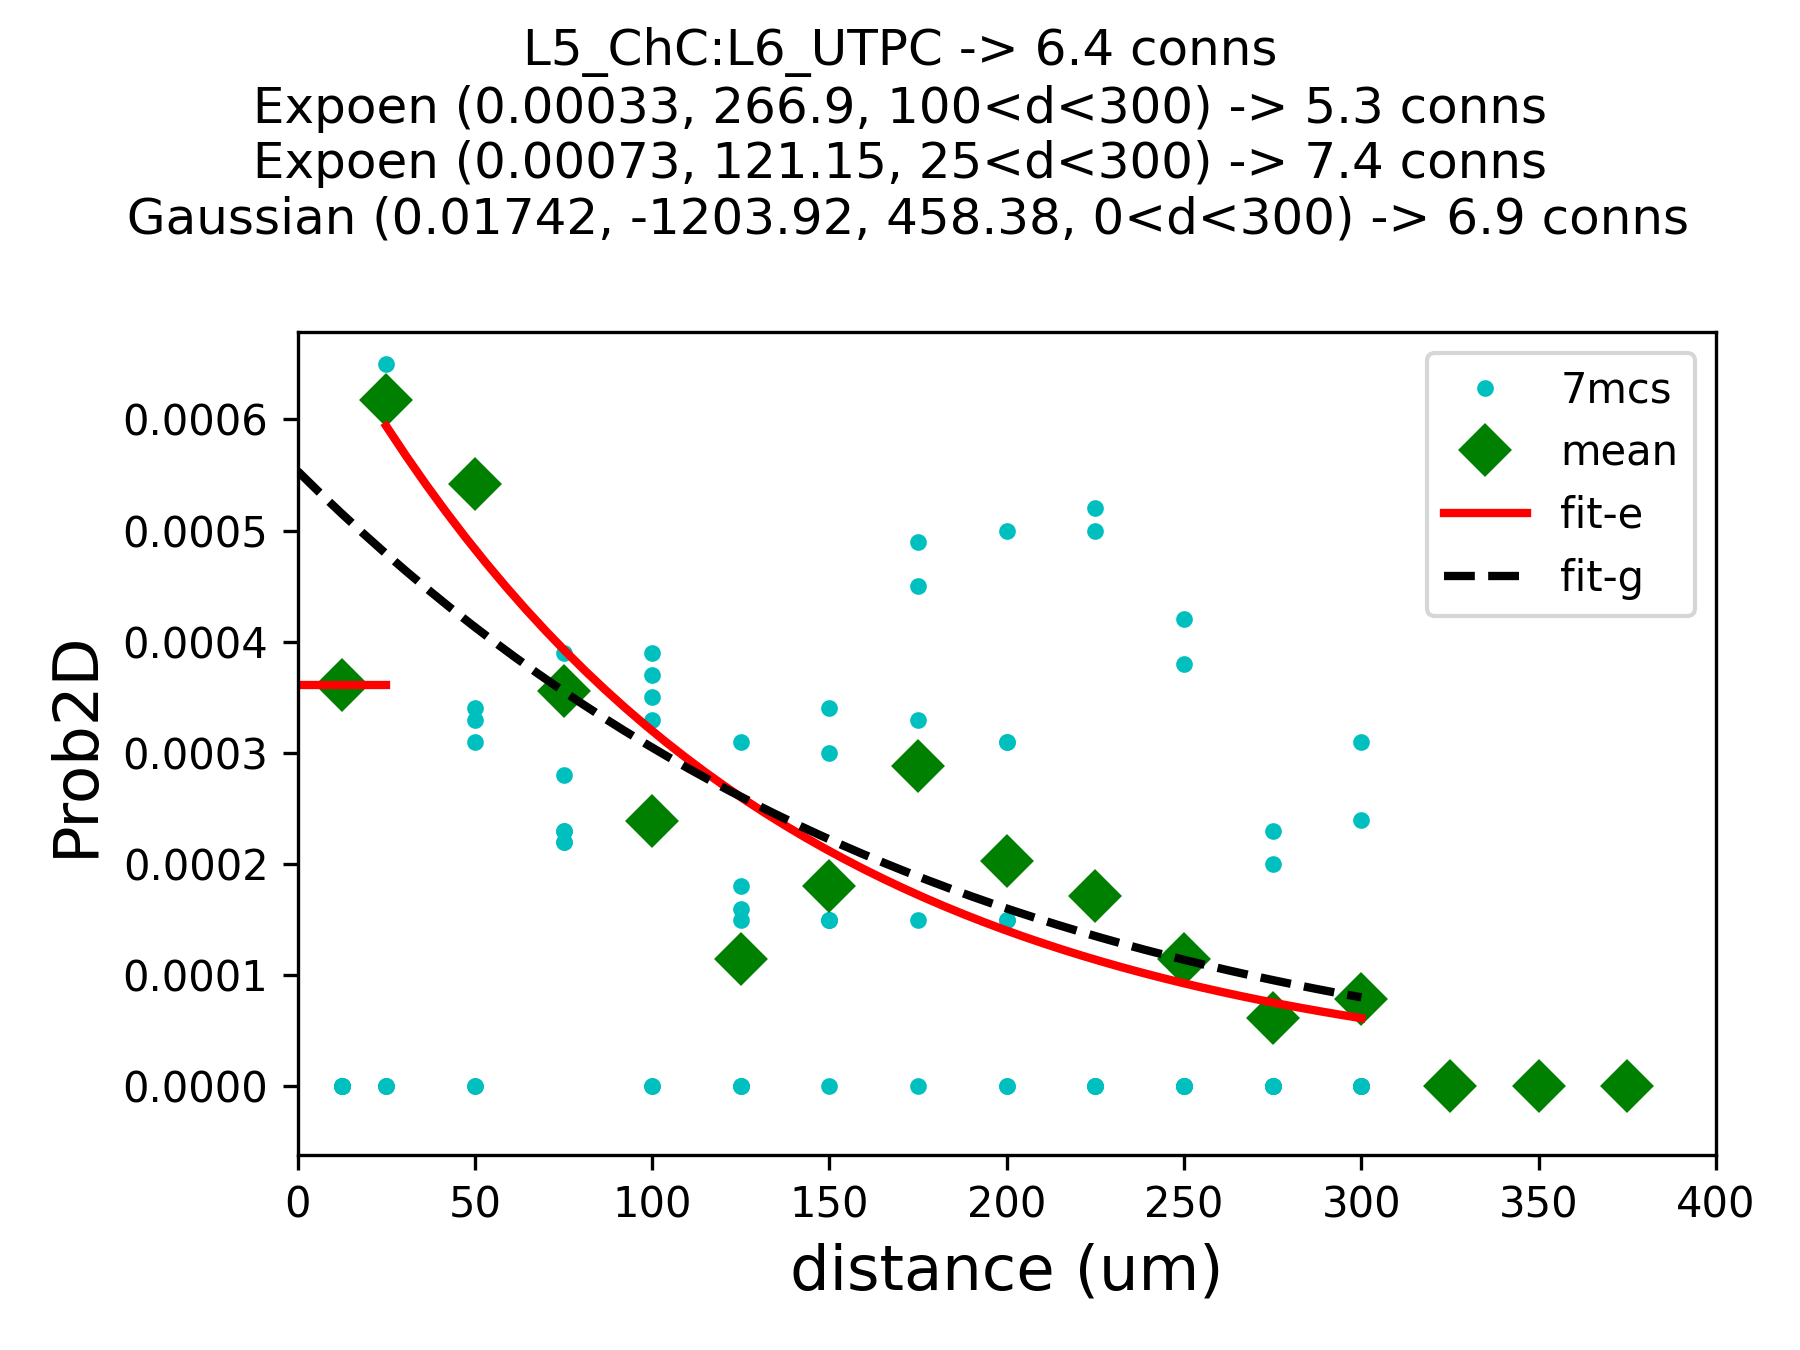 L5_ChC:L6_UTPC -> 6.4 conns
Expoen (0.00033, 266.9, 100<d<300) -> 5.3 conns
Expoen (0.00073, 121.15, 25<d<300) -> 7.4 conns
Gaussian (0.01742, -1203.92, 458.38, 0<d<300) -> 6.9 conns
7mcs
mean
fit-e
fit-g
Prob2D
0.0006
0.0005
0.0004
0.0003
0.0002
0.0001
0.0000
0 50 100 150 200 250 300 350 400
distance (um)